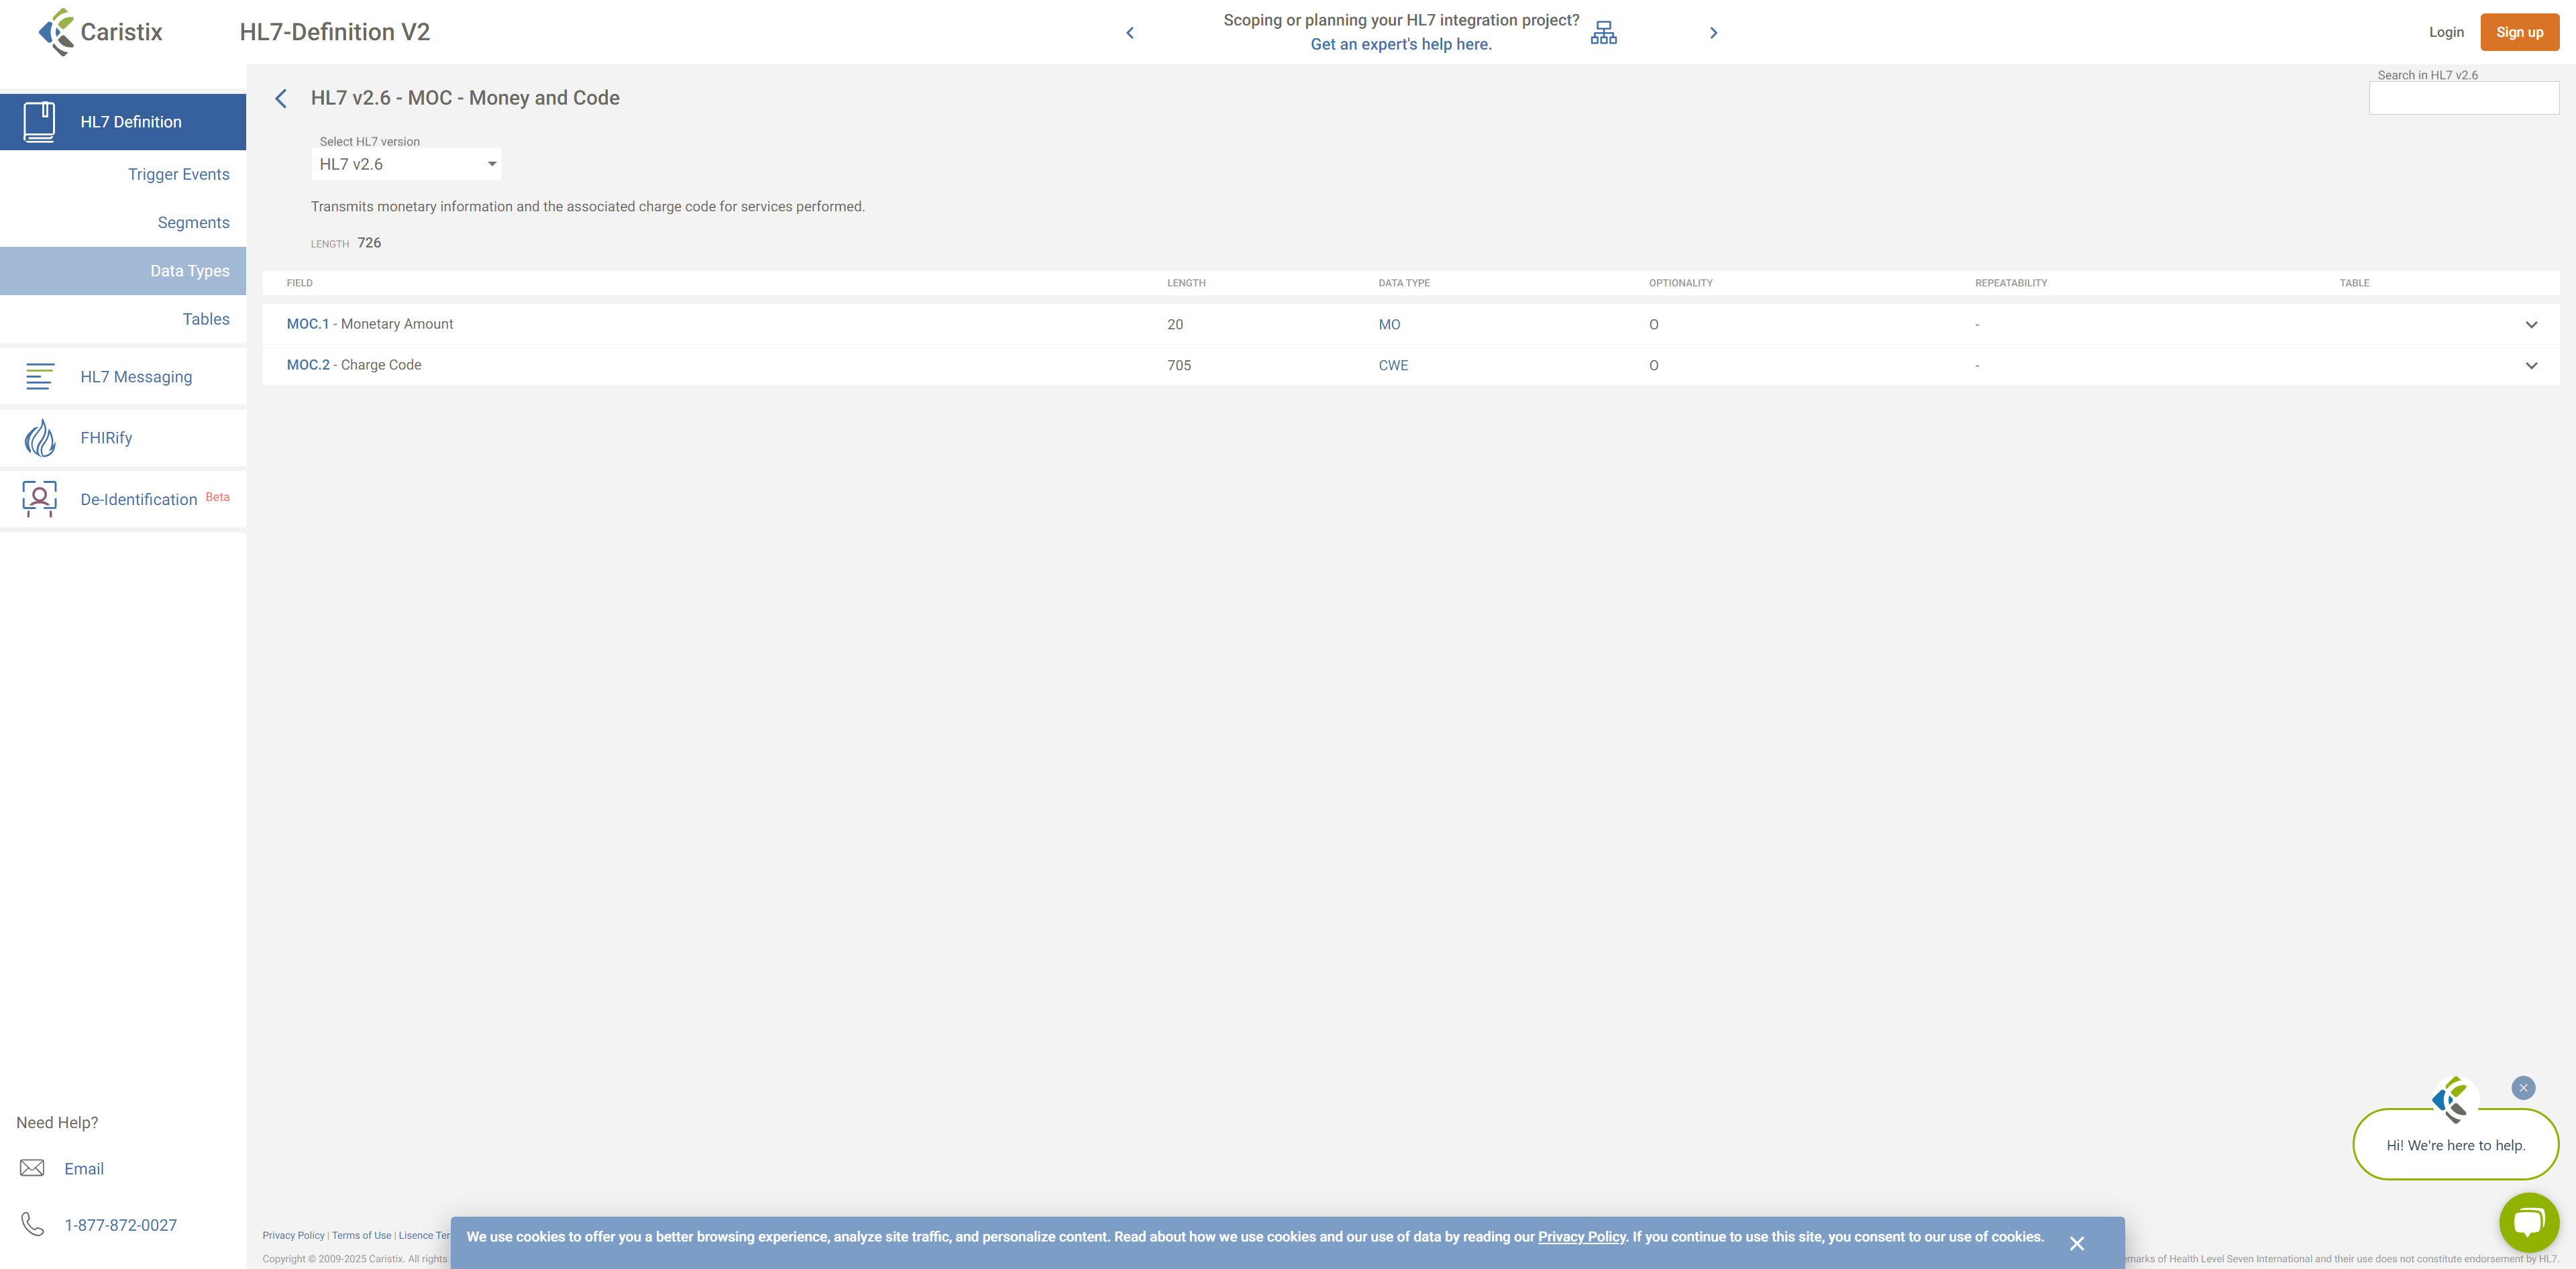 Caristix
HL7-Definition V2
Scoping or planning your HL7 integration project?
Get an expert's help here.
Login
Sign up
HL7 Definition
Trigger Events
Segments
Data Types
Tables
HL7 Messaging
FHIRify
De-Identification Beta
Need Help?
Email
1-877-872-0027
HL7 v2.6 - MOC - Money and Code
Search in HL7 v2.6
Select HL7 version
HL7 v2.6
Transmits monetary information and the associated charge code for services performed.
LENGTH 726
FIELD LENGTH DATA TYPE OPTIONALITY REPEATABILITY TABLE
MOC.1 - Monetary Amount 20 MO O -
MOC.2 - Charge Code 705 CWE O -
Hi! We're here to help.
Privacy Policy | Terms of Use | Lisence Ter
We use cookies to offer you a better browsing experience, analyze site traffic, and personalize content. Read about how we use cookies and our use of data by reading our Privacy Policy. If you continue to use this site, you consent to our use of cookies.
Copyright © 2009-2025 Caristix. All rights
emarks of Health Level Seven International and their use does not constitute endorsement by HL7.